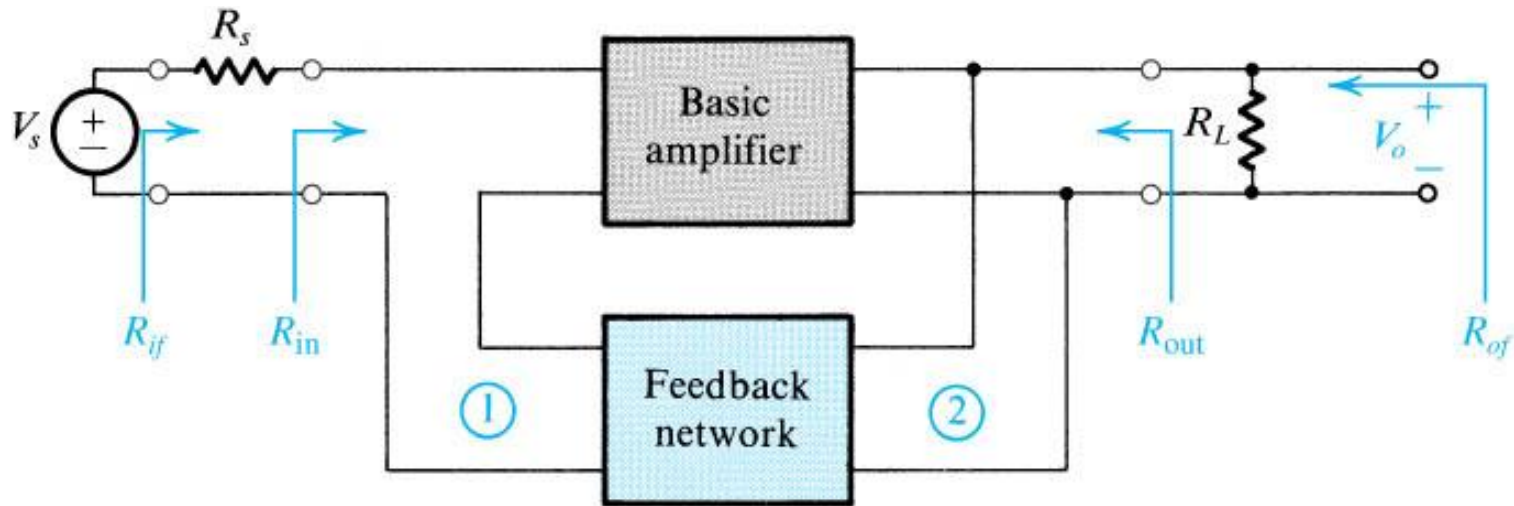 R_s
V_s
+
−
R_if
R_in
Basic
amplifier
R_out
R_L
+
V_o
−
R_of
1
Feedback
network
2